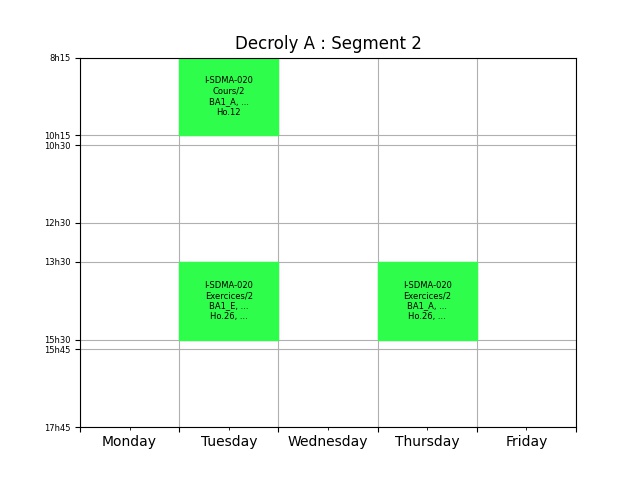 Decroly A : Segment 2
8h15
I-SDMA-020
Cours/2
BA1_A, ...
Ho.12
10h15
10h30
12h30
13h30
I-SDMA-020
Exercices/2
BA1_E, ...
Ho.26, ...
I-SDMA-020
Exercices/2
BA1_A, ...
Ho.26, ...
15h30
15h45
17h45
Monday Tuesday Wednesday Thursday Friday